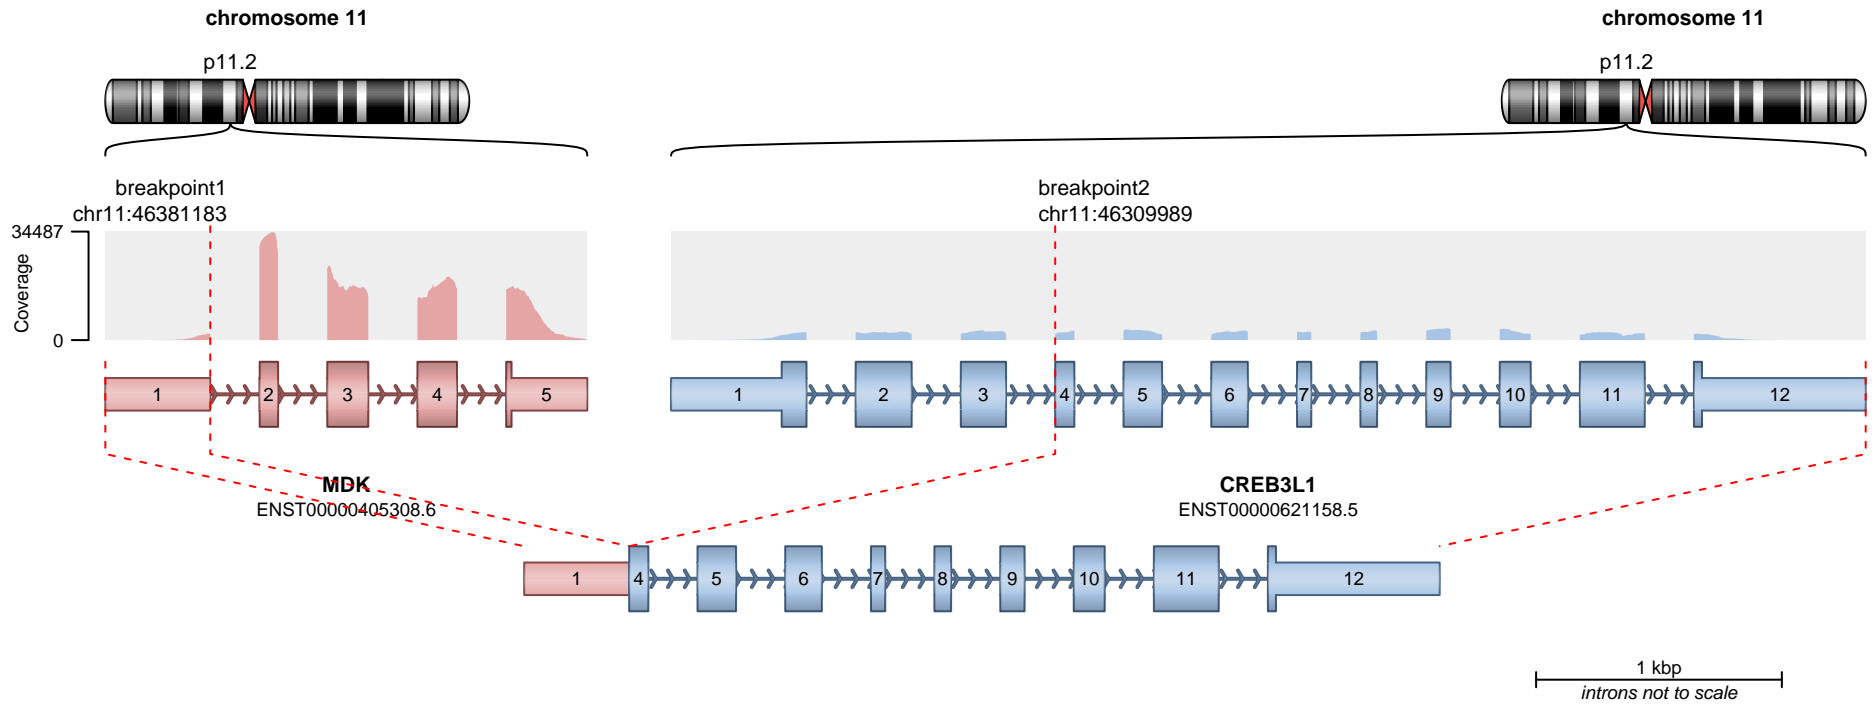 chromosome 11
chromosome 11
p11.2
p11.2
breakpoint1
chr11:46381183
breakpoint2
chr11:46309989
34487
Coverage
0
1 2 3 4 5
1 2 3 4 5 6 7 8 9 10 11 12
MDK
ENST00000405308.6
CREB3L1
ENST00000621158.5
1 4 5 6 7 8 9 10 11 12
1 kbp
introns not to scale